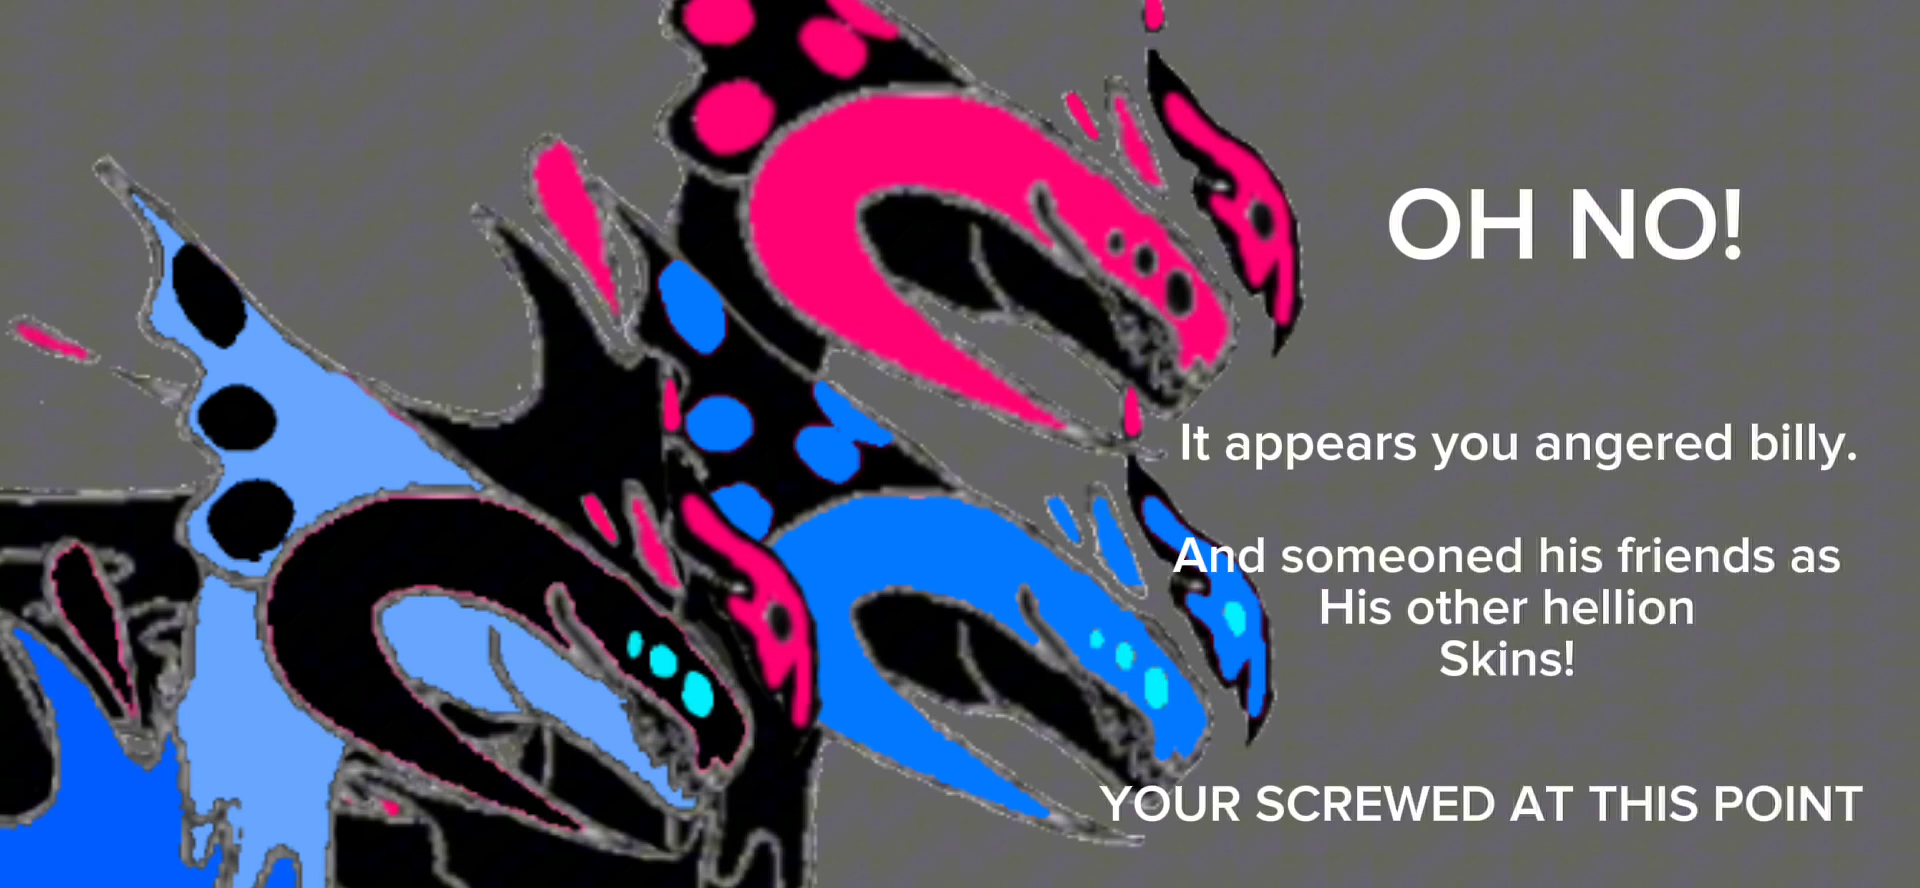 OH NO!
It appears you angered billy.
And someoned his friends as
His other hellion
Skins!
YOUR SCREWED AT THIS POINT